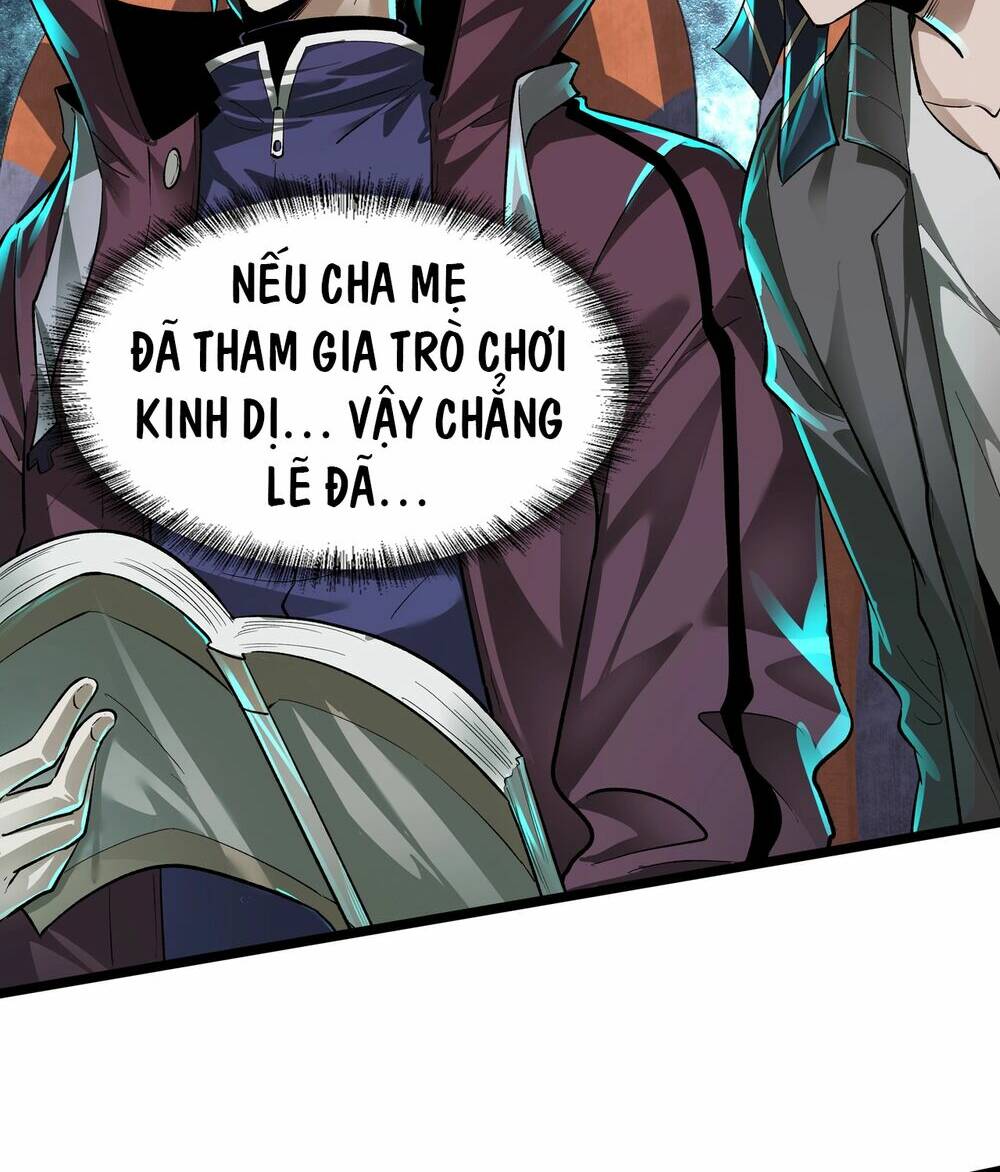 NẾU CHA MẸ
ĐÃ THAM GIA TRÒ CHƠI
KINH DỊ... VẬY CHẲNG
LẼ ĐÃ...